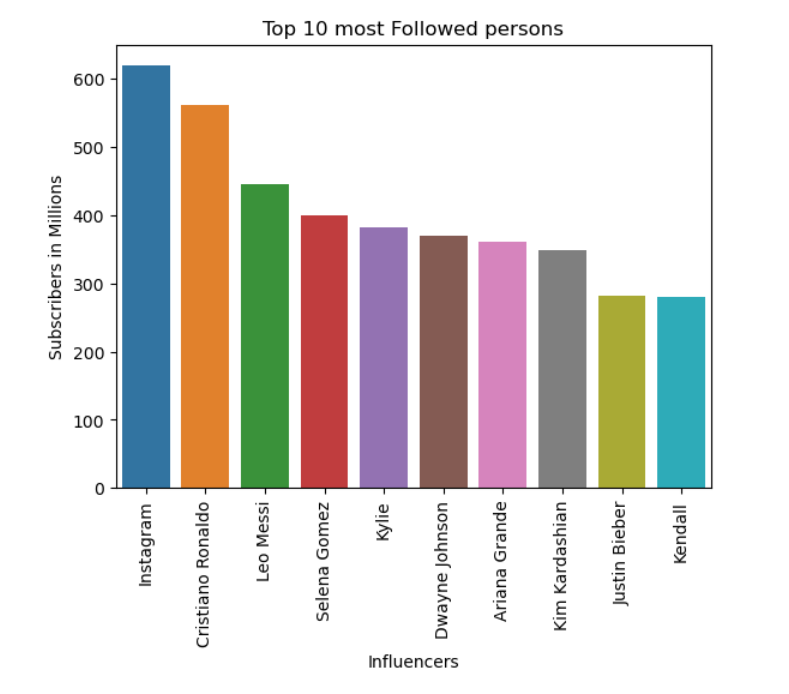 Top 10 most Followed persons
600
500
400
300
200
100
0
Subscribers in Millions
Instagram
Cristiano Ronaldo
Leo Messi
Selena Gomez
Kylie
Dwayne Johnson
Ariana Grande
Kim Kardashian
Justin Bieber
Kendall
Influencers